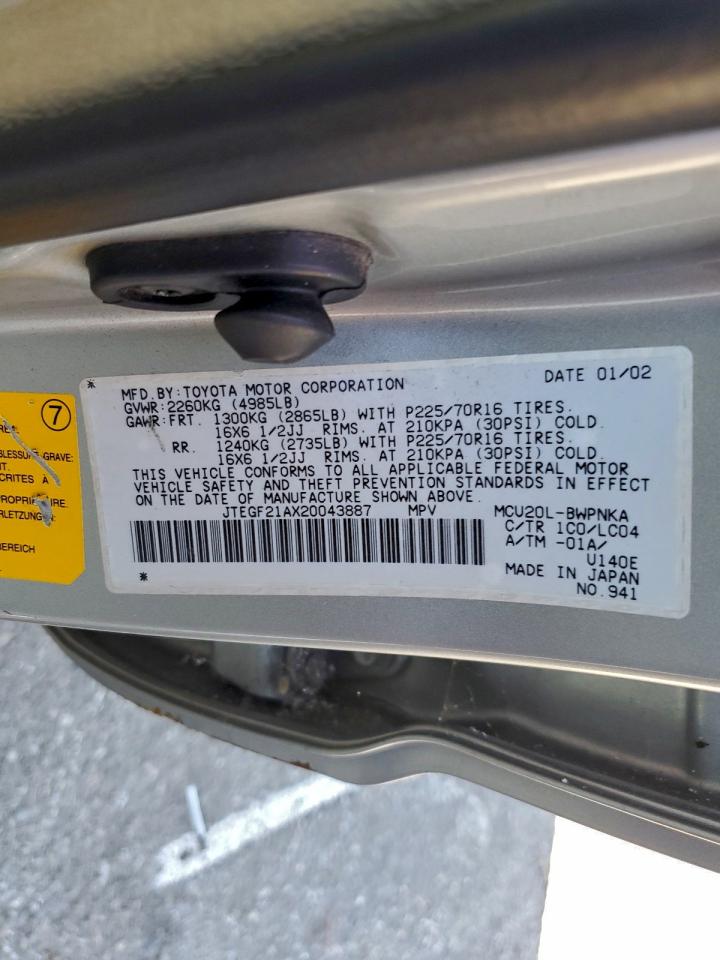 MFD.BY:TOYOTA MOTOR CORPORATION DATE 01/02
GVWR:2260KG (4985LB)
GAWR:FRT. 1300KG (2865LB) WITH P225/70R16 TIRES.
16X6 1/2JJ RIMS. AT 210KPA (30PSI) COLD.
RR. 1240KG (2735LB) WITH P225/70R16 TIRES.
16X6 1/2JJ RIMS. AT 210KPA (30PSI) COLD.
THIS VEHICLE CONFORMS TO ALL APPLICABLE FEDERAL MOTOR
VEHICLE SAFETY AND THEFT PREVENTION STANDARDS IN EFFECT
ON THE DATE OF MANUFACTURE SHOWN ABOVE.
JTEGF21AX20043887 MPV MCU20L-BWPNKA
C/TR 1C0/LC04
A/TM -01A/
U140E
MADE IN JAPAN
NO.941
7
GRAVE:
CRITES À
BEREICH